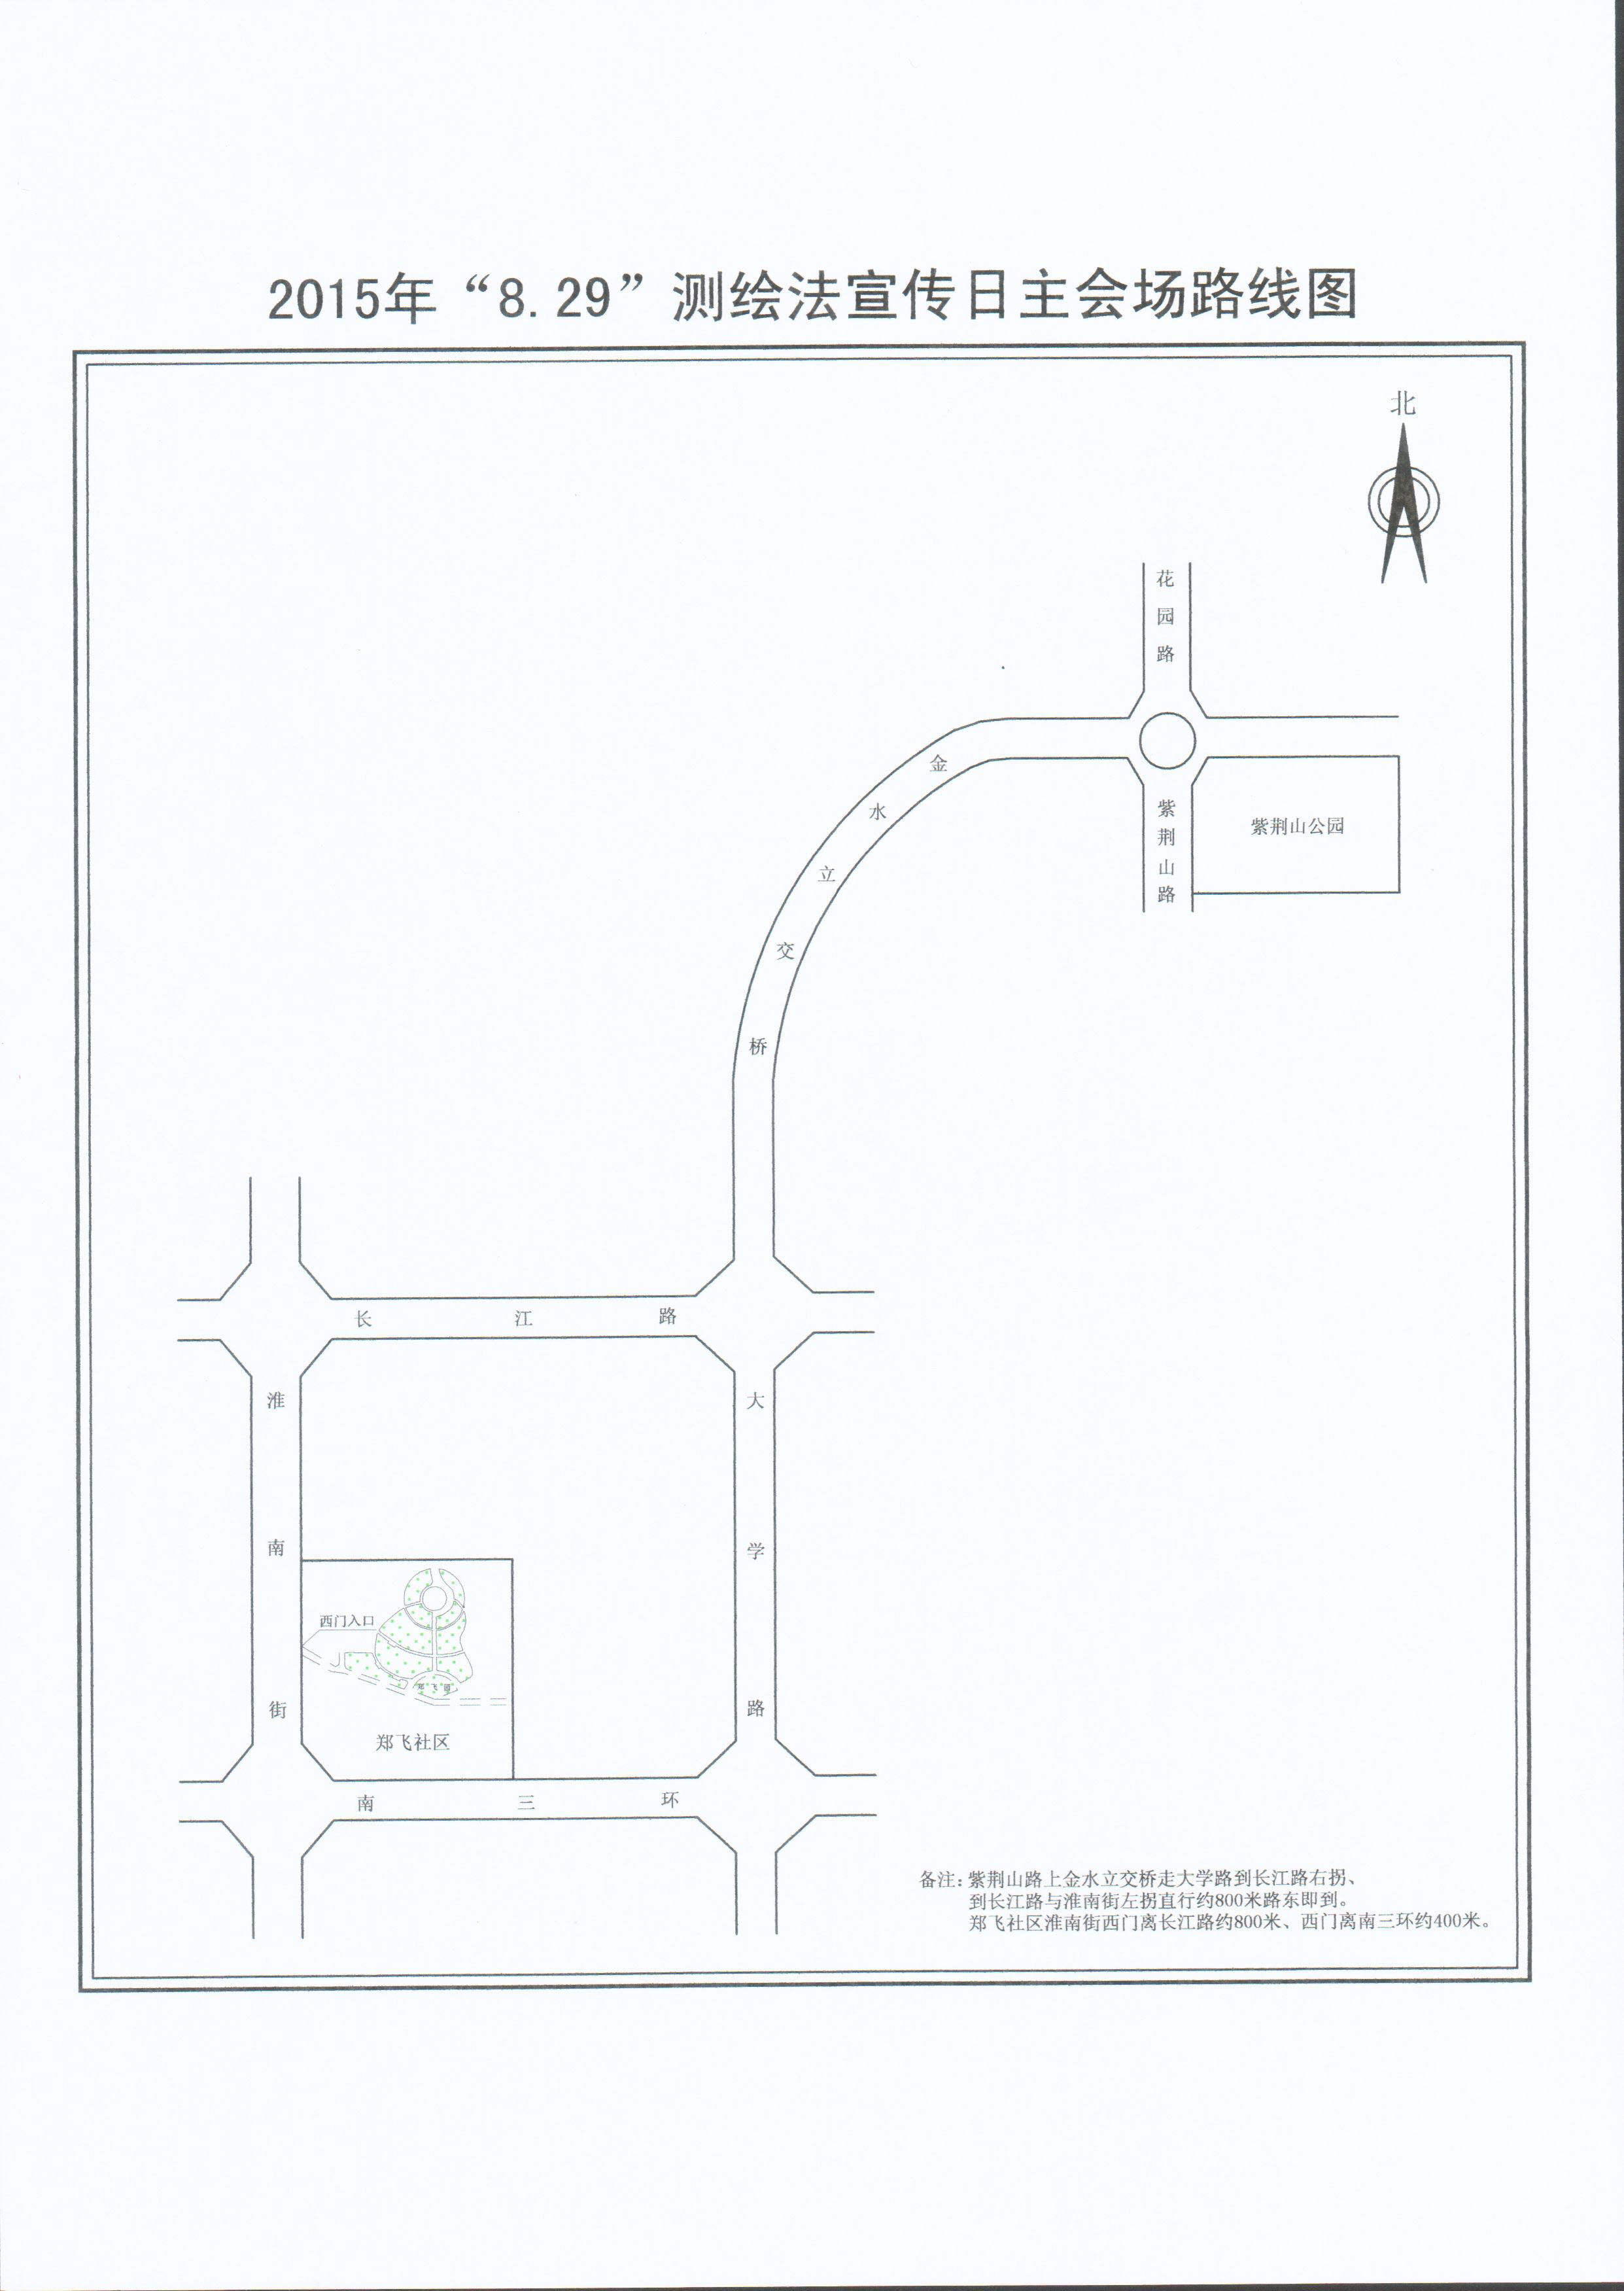 2015年“8.29”测绘法宣传日主会场路线图
北
花园路
金水立交桥
紫荆山路
紫荆山公园
长江路
淮南街
大学路
西门入口
郑飞社区
南三环
备注：紫荆山路上金水立交桥走大学路到长江路右拐、
到长江路与淮南街左拐直行约800米路东即到。
郑飞社区淮南街西门离长江路约800米、西门离南三环约400米。